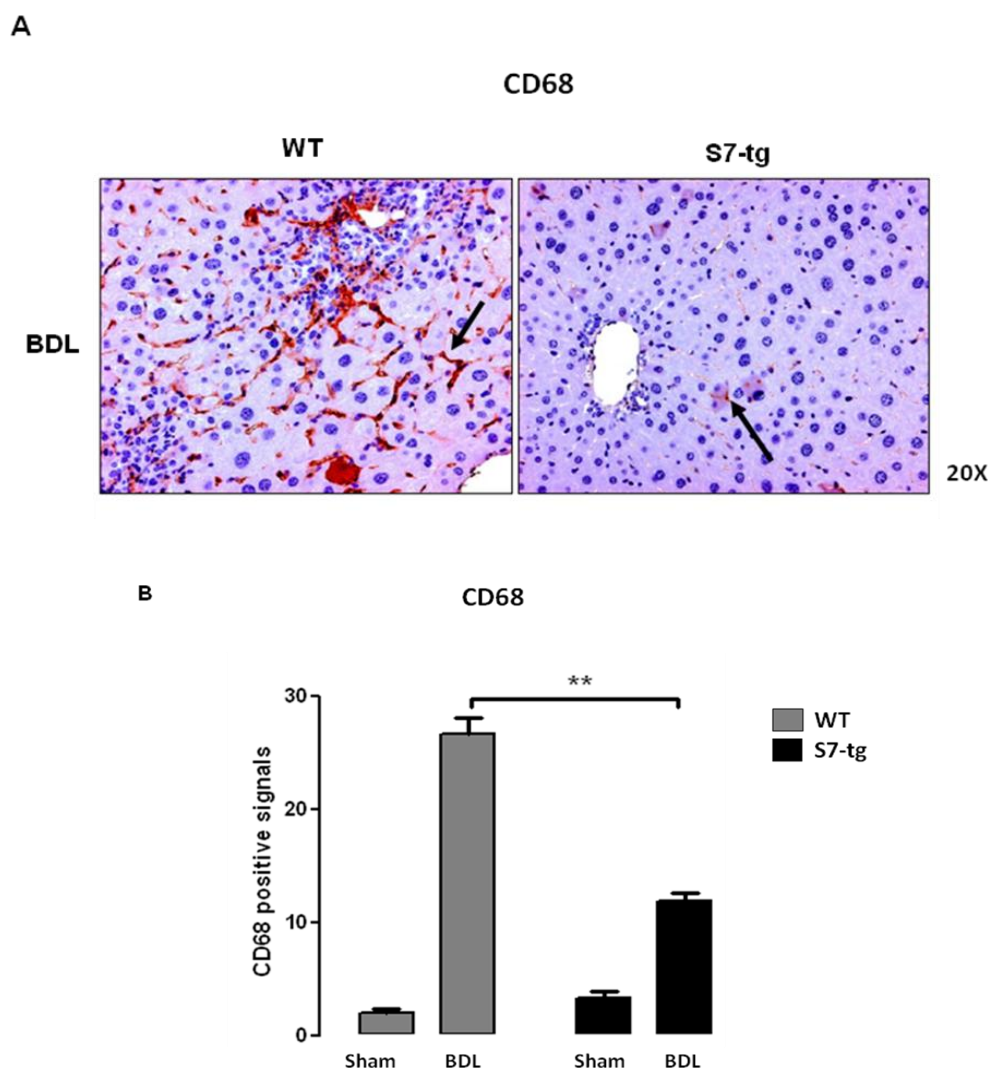 A
CD68
WT
S7-tg
BDL
20X
B
CD68
**
30
20
10
0
CD68 positive signals
WT
S7-tg
Sham
BDL
Sham
BDL